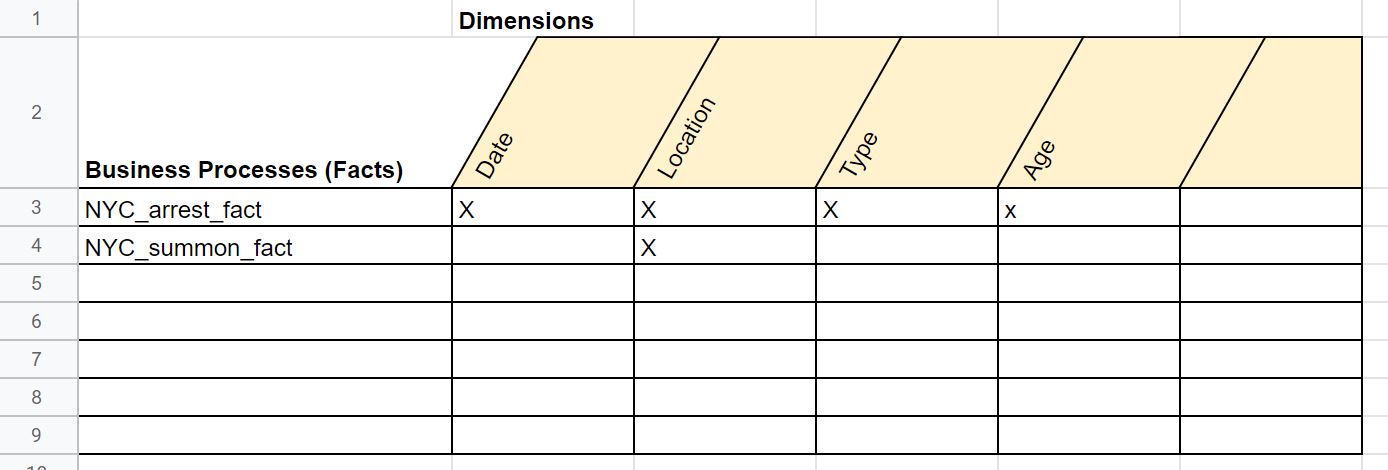 1 Dimensions
2 Business Processes (Facts) Date Location Type Age
3 NYC_arrest_fact X X X x
4 NYC_summon_fact X
5
6
7
8
9